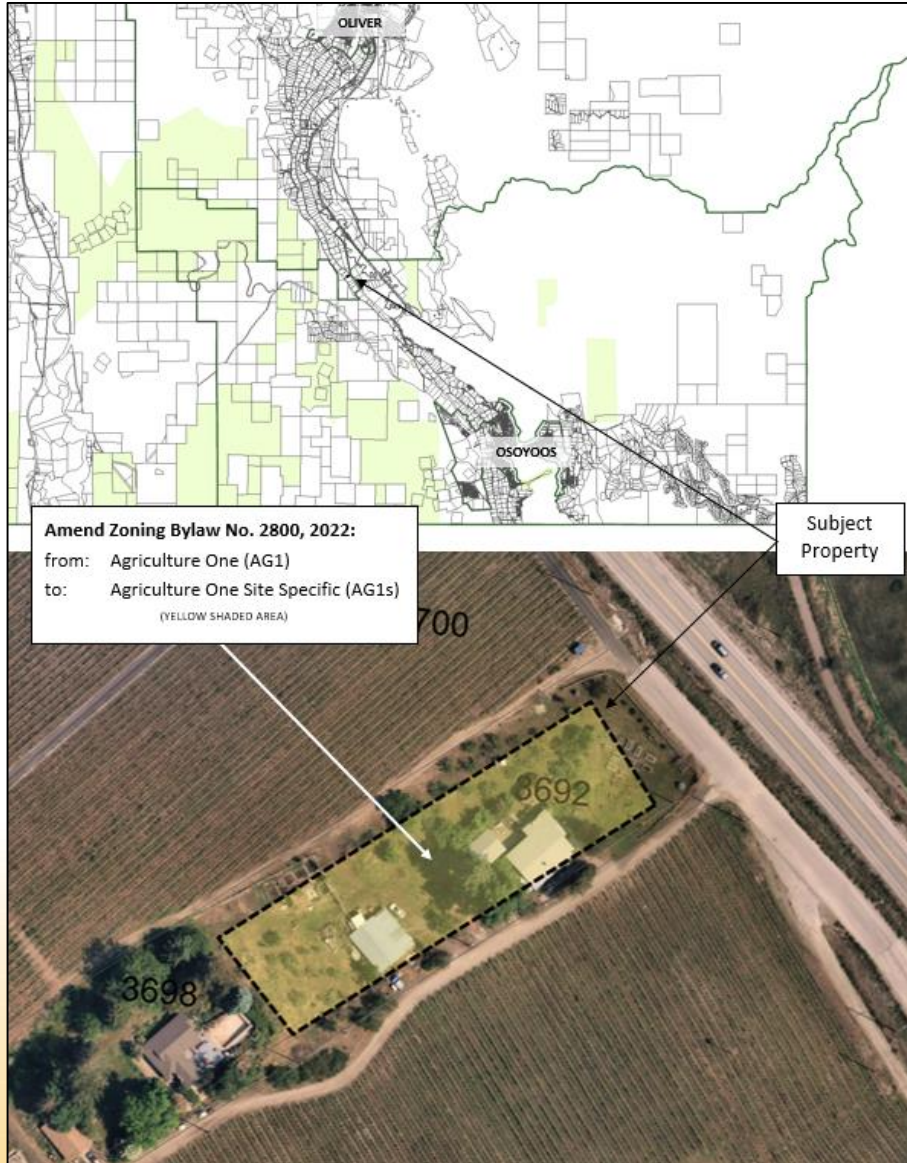 OLIVER
OSOYOOS
Amend Zoning Bylaw No. 2800, 2022:
from: Agriculture One (AG1)
to: Agriculture One Site Specific (AG1s)
(YELLOW SHADED AREA)
Subject
Property
700
3692
3698